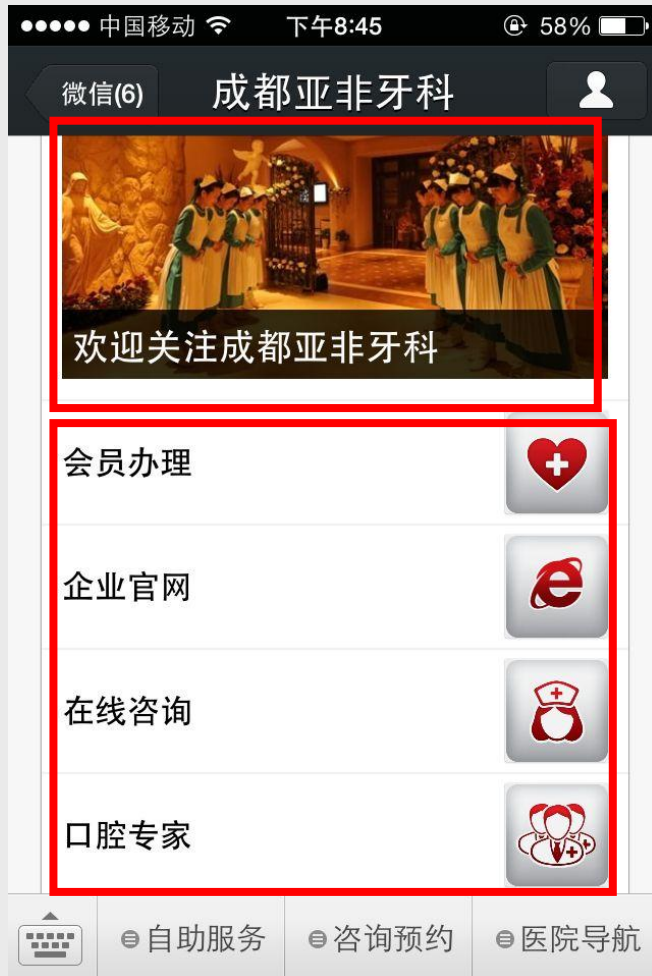 中国移动 下午8:45 58%
微信(6) 成都亚非牙科
欢迎关注成都亚非牙科
会员办理
企业官网
在线咨询
口腔专家
自助服务 咨询预约 医院导航